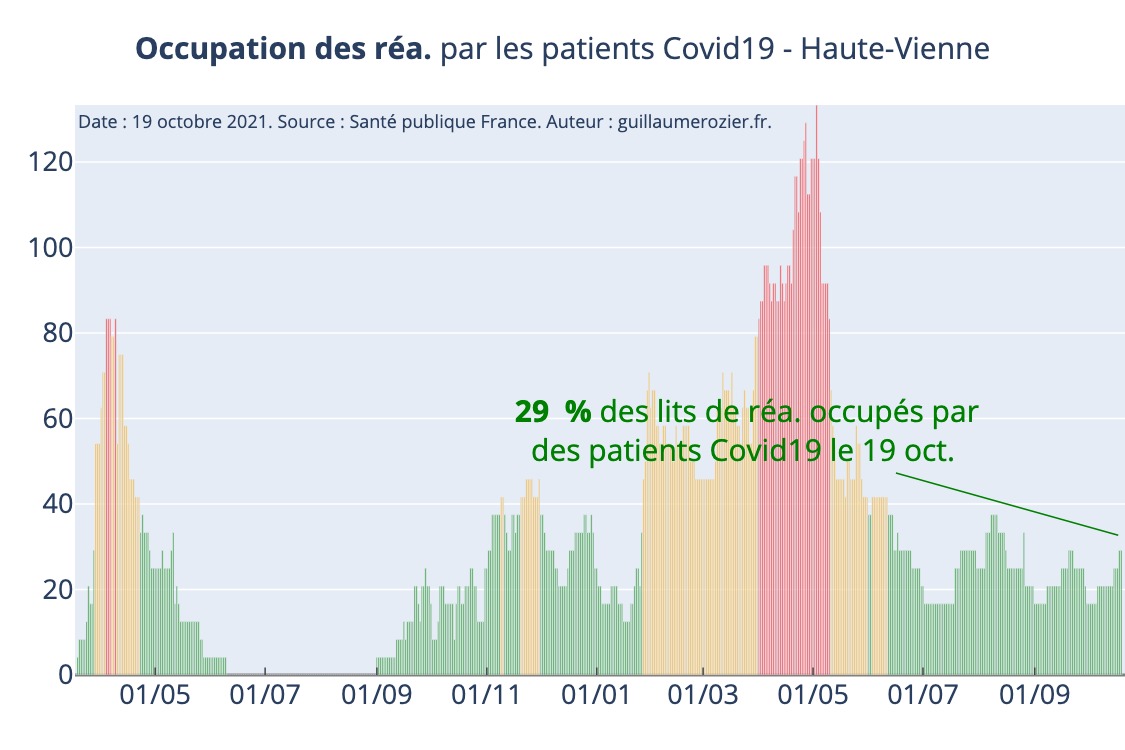 Occupation des réa. par les patients Covid19 - Haute-Vienne
Date : 19 octobre 2021. Source : Santé publique France. Auteur : guillaumerozier.fr.
120
100
80
60
40
20
0
29 % des lits de réa. occupés par
des patients Covid19 le 19 oct.
01/05 01/07 01/09 01/11 01/01 01/03 01/05 01/07 01/09